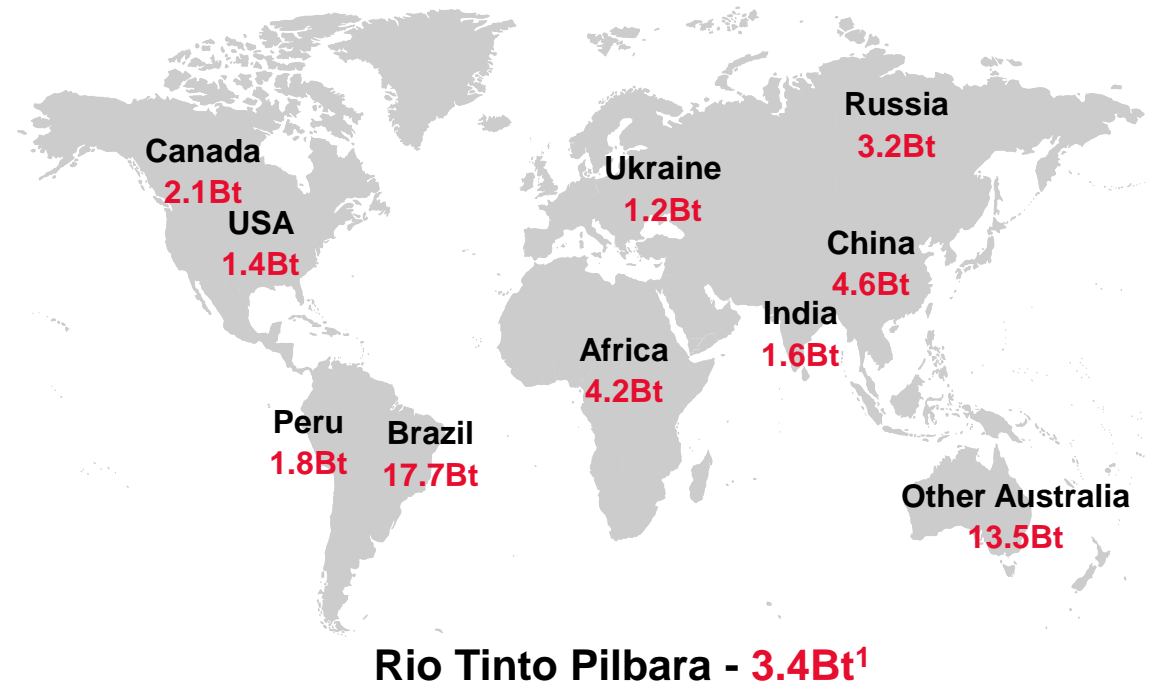 Russia
3.2Bt
Canada
2.1Bt
Ukraine
1.2Bt
USA
1.4Bt
China
4.6Bt
India
1.6Bt
Africa
4.2Bt
Peru
1.8Bt
Brazil
17.7Bt
Other Australia
13.5Bt
Rio Tinto Pilbara - 3.4Bt¹